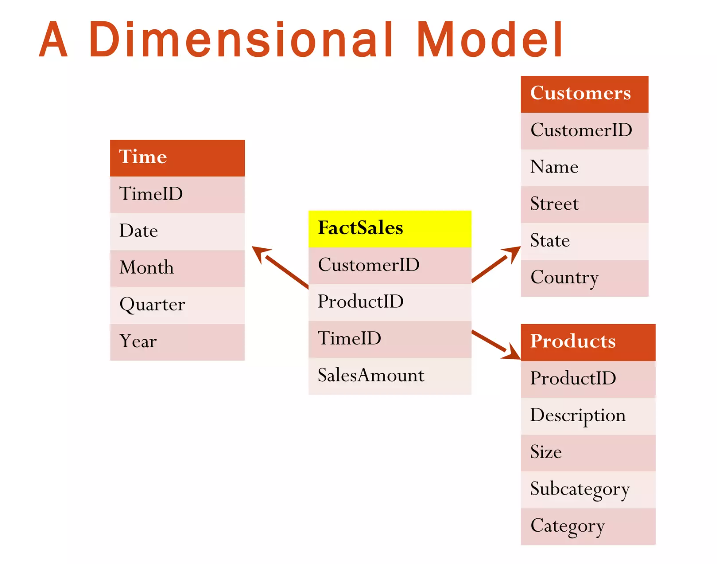 A Dimensional Model
Time
TimeID
Date
Month
Quarter
Year
FactSales
CustomerID
ProductID
TimeID
SalesAmount
Customers
CustomerID
Name
Street
State
Country
Products
ProductID
Description
Size
Subcategory
Category